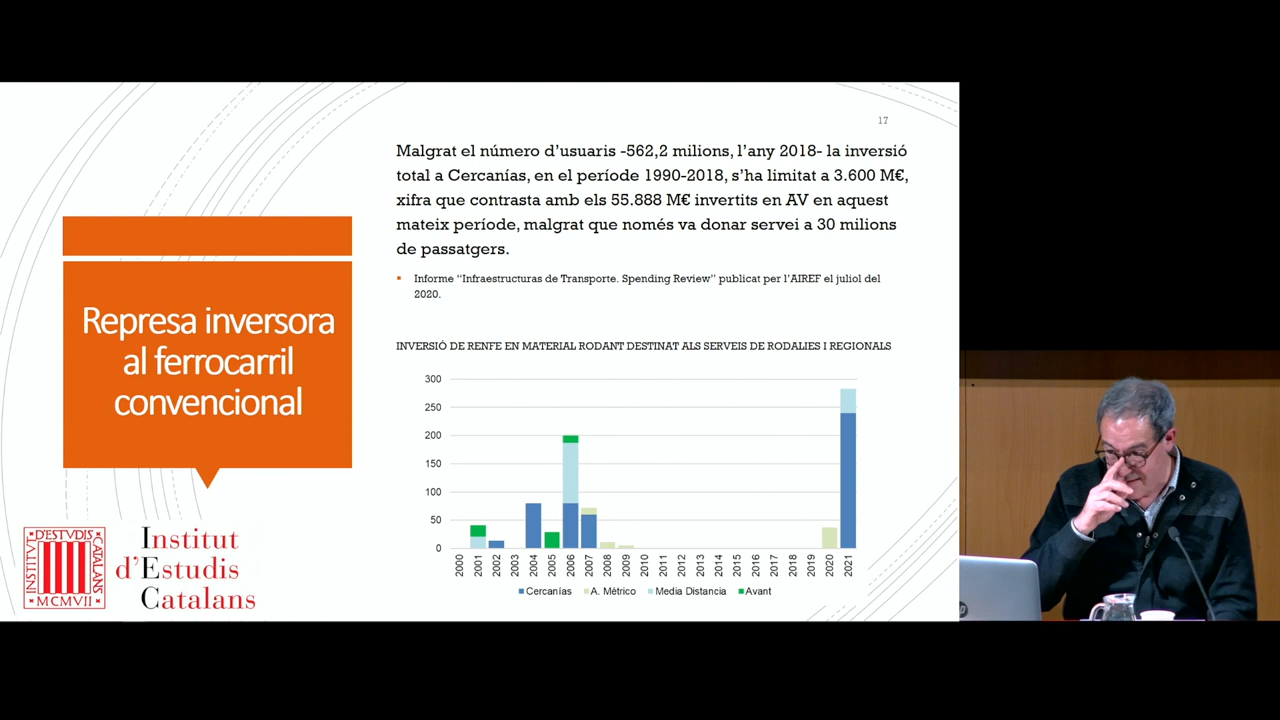 17
Malgrat el número d'usuaris -562,2 milions, l'any 2018- la inversió
total a Cercanías, en el període 1990-2018, s'ha limitat a 3.600 M€,
xifra que contrasta amb els 55.888 M€ invertits en AV en aquest
mateix període, malgrat que només va donar servei a 30 milions
de passatgers.
Informe "Infraestructuras de Transporte. Spending Review" publicat per l'AIREF el juliol del
2020.
Represa inversora
al ferrocarril
convencional
INVERSIÓ DE RENFE EN MATERIAL RODANT DESTINAT ALS SERVEIS DE RODALIES I REGIONALS
300
250
200
150
100
50
0
2000 2001 2002 2003 2004 2005 2006 2007 2008 2009 2010 2011 2012 2013 2014 2015 2016 2017 2018 2019 2020 2021
Cercanías A. Métrico Media Distancia Avant
INSTITVT D'ESTVDIS CATALANS
MCMVII
Institut
d'Estudis
Catalans